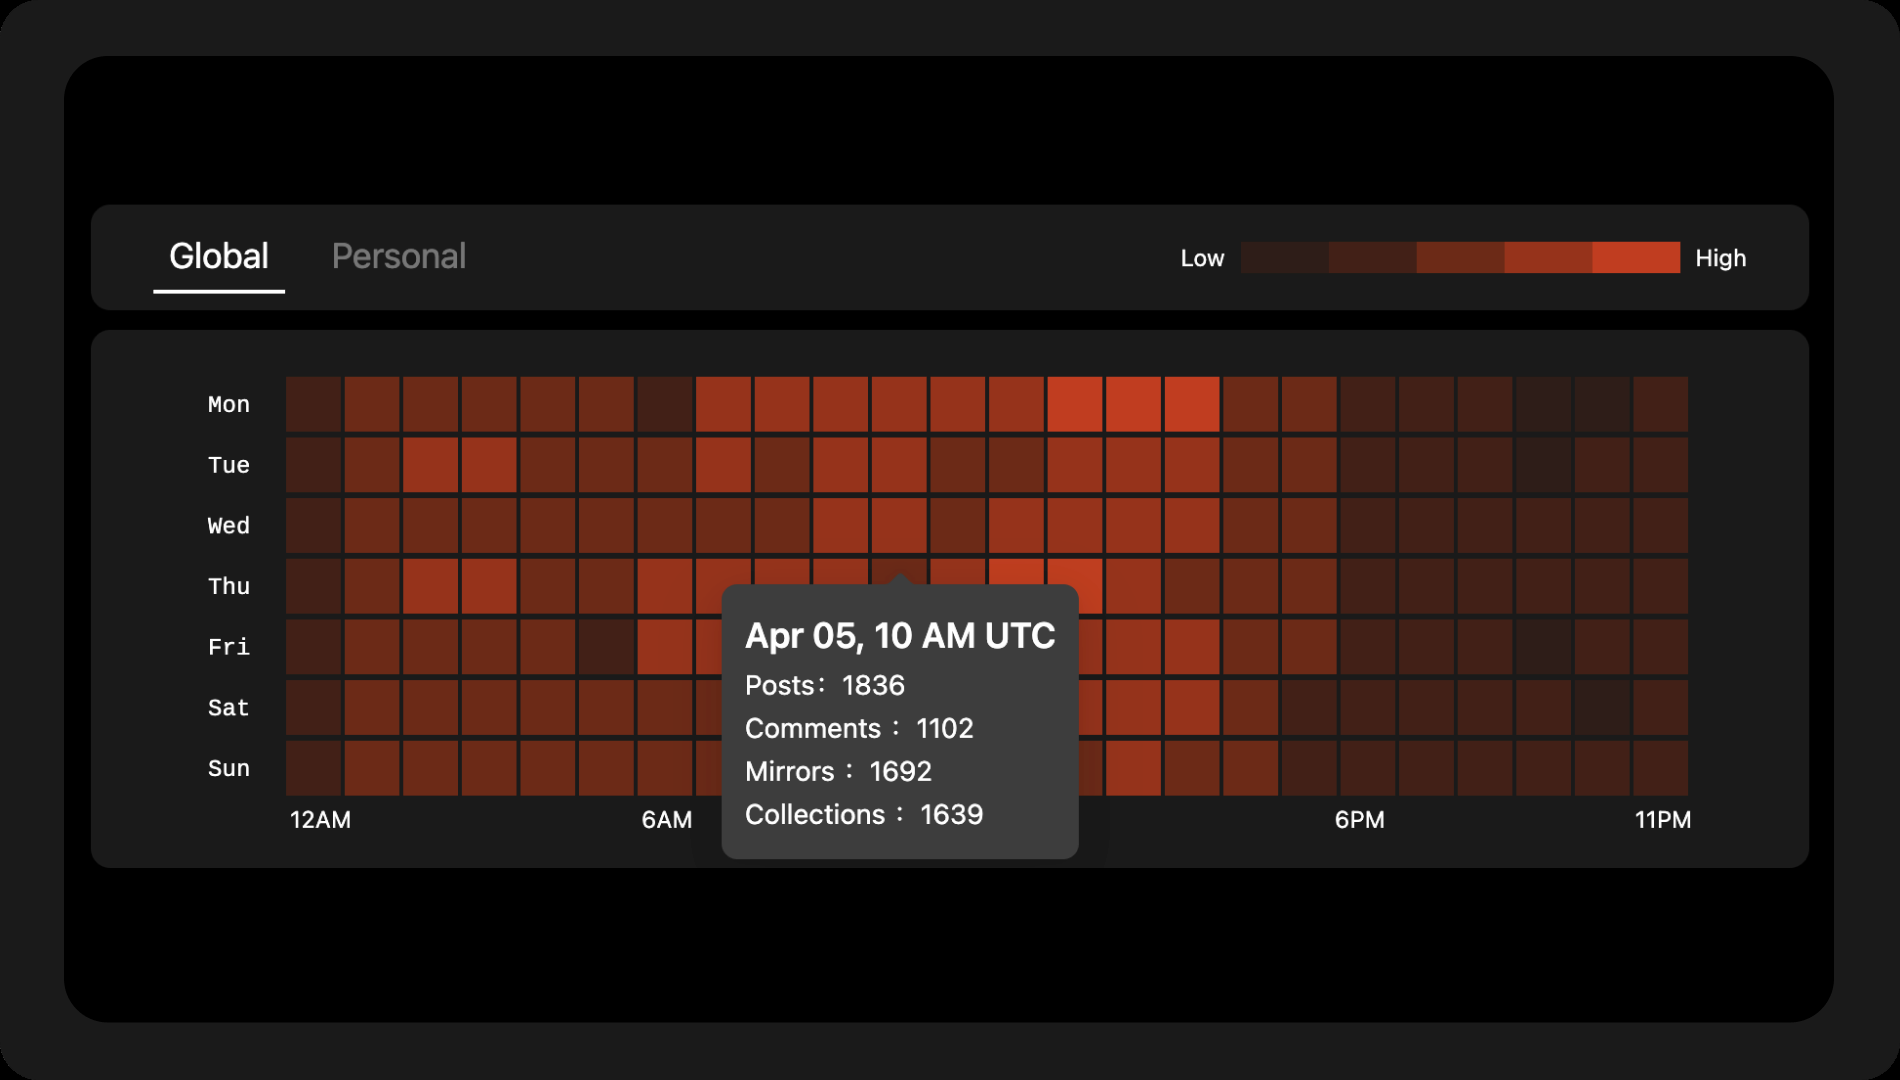 Global Personal Low High
Mon
Tue
Wed
Thu
Fri
Sat
Sun
Apr 05, 10 AM UTC
Posts: 1836
Comments : 1102
Mirrors : 1692
Collections : 1639
12AM 6AM 6PM 11PM